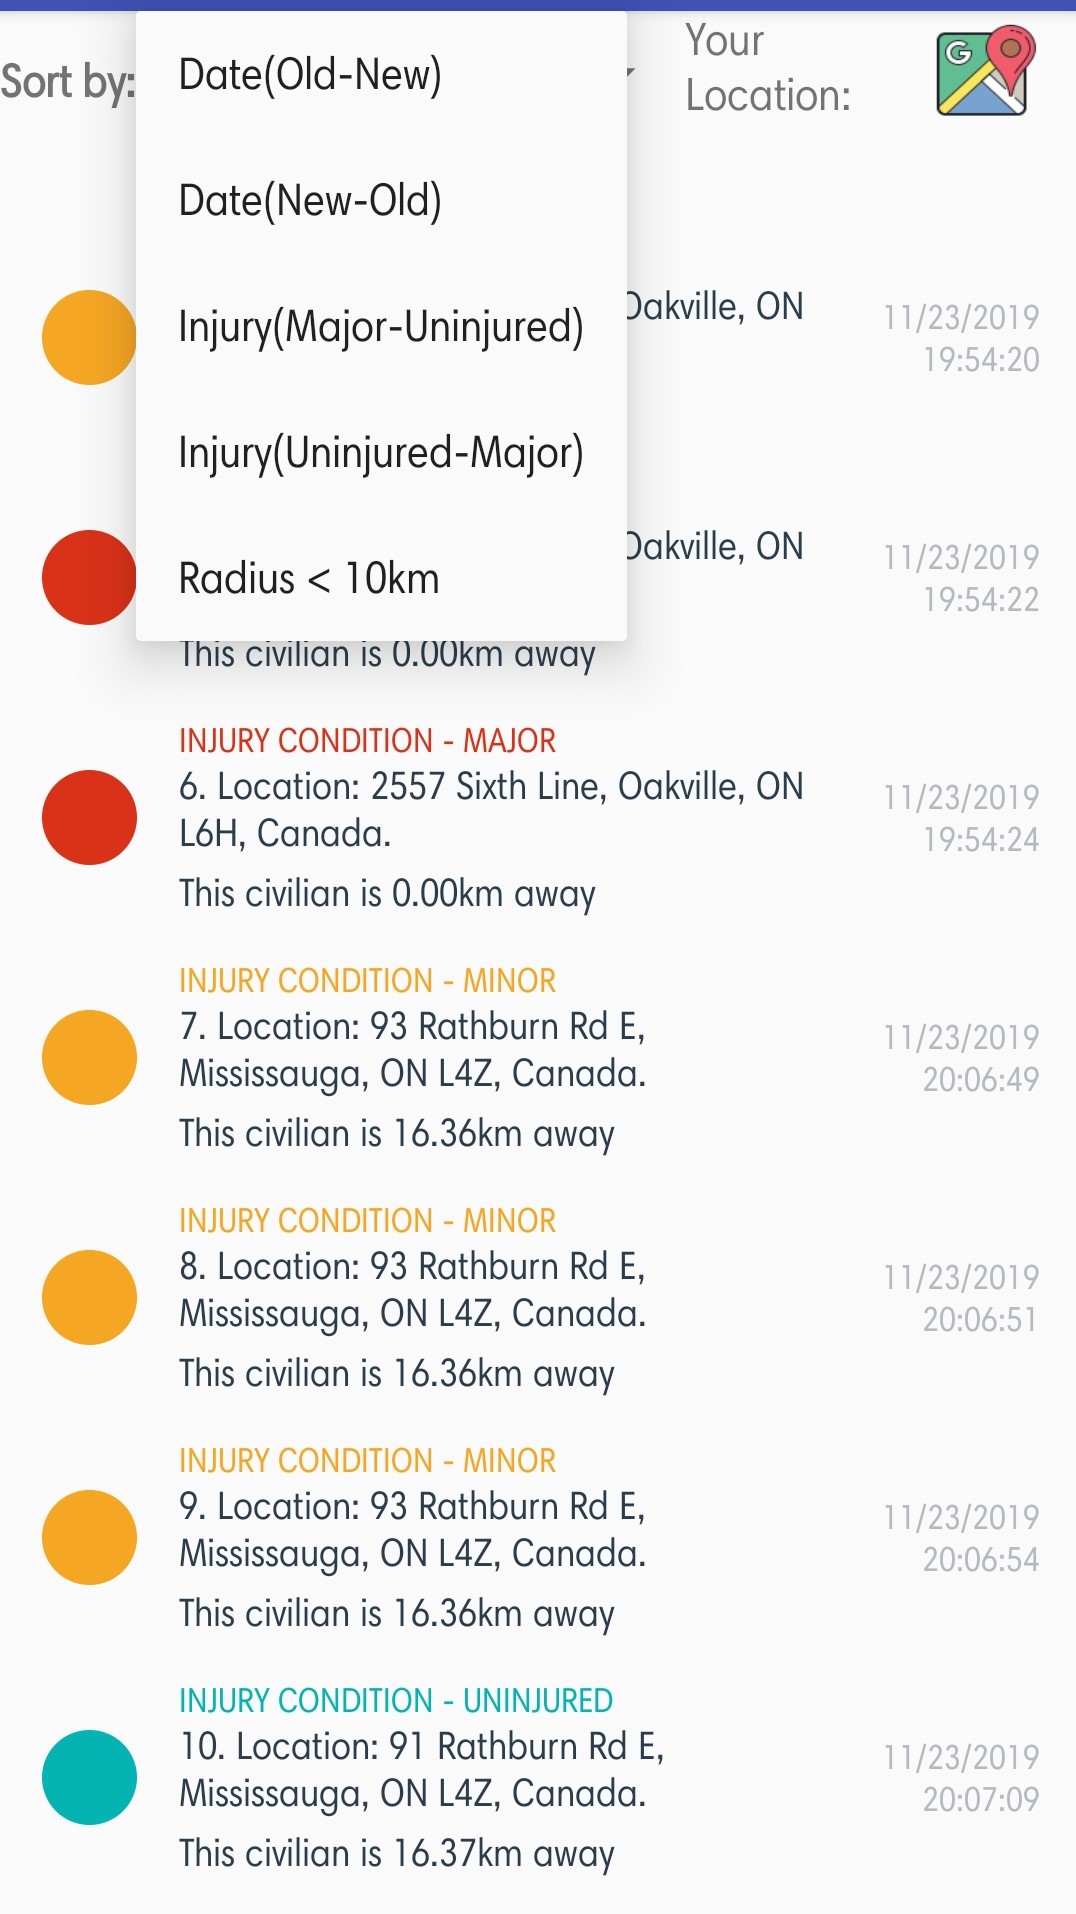 Sort by:
Date(Old-New)
Date(New-Old)
Injury(Major-Uninjured)
Injury(Uninjured-Major)
Radius < 10km
Your
Location:
G
Oakville, ON
11/23/2019
19:54:20
Oakville, ON
11/23/2019
19:54:22
This civilian is 0.00km away
INJURY CONDITION - MAJOR
6. Location: 2557 Sixth Line, Oakville, ON
L6H, Canada.
This civilian is 0.00km away
11/23/2019
19:54:24
INJURY CONDITION - MINOR
7. Location: 93 Rathburn Rd E,
Mississauga, ON L4Z, Canada.
This civilian is 16.36km away
11/23/2019
20:06:49
INJURY CONDITION - MINOR
8. Location: 93 Rathburn Rd E,
Mississauga, ON L4Z, Canada.
This civilian is 16.36km away
11/23/2019
20:06:51
INJURY CONDITION - MINOR
9. Location: 93 Rathburn Rd E,
Mississauga, ON L4Z, Canada.
This civilian is 16.36km away
11/23/2019
20:06:54
INJURY CONDITION - UNINJURED
10. Location: 91 Rathburn Rd E,
Mississauga, ON L4Z, Canada.
This civilian is 16.37km away
11/23/2019
20:07:09